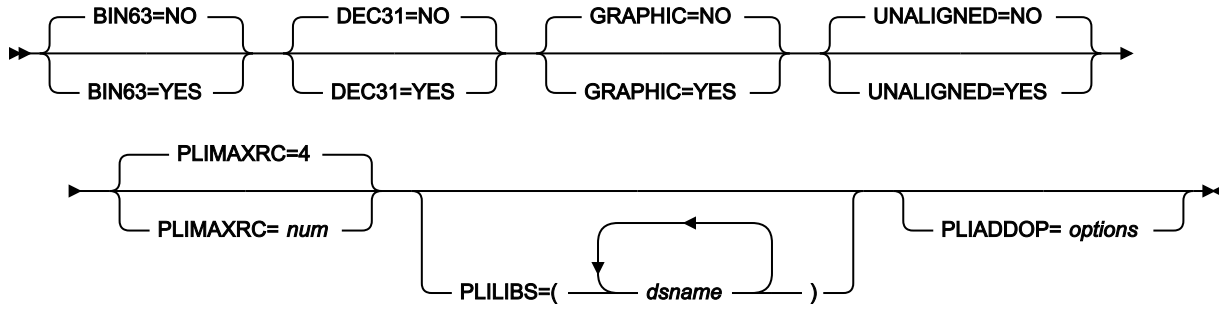 BIN63=NO DEC31=NO GRAPHIC=NO UNALIGNED=NO
BIN63=YES DEC31=YES GRAPHIC=YES UNALIGNED=YES
PLIMAXRC=4
PLIMAXRC= num PLIADDOP= options
PLILIBS=( dsname )